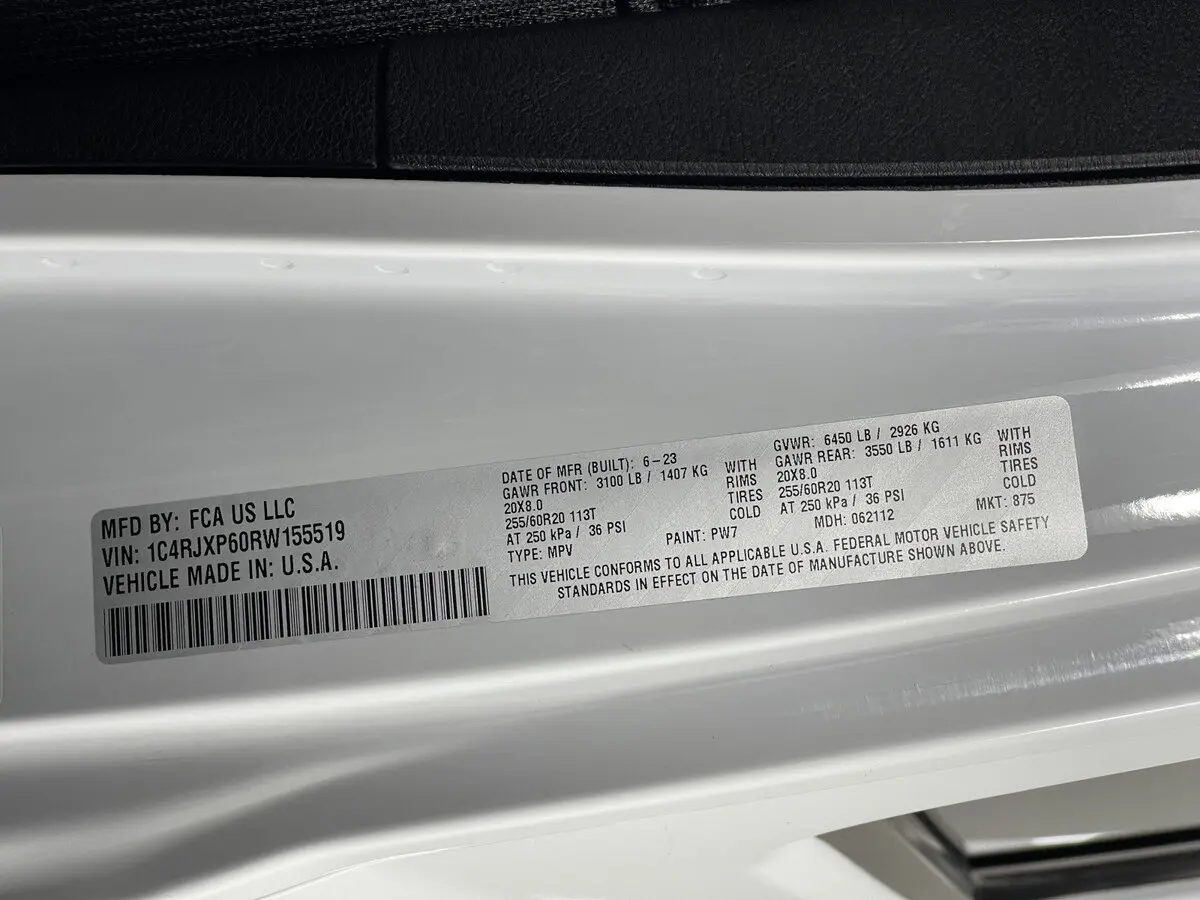 MFD BY: FCA US LLC
VIN: 1C4RJXP60RW155519
VEHICLE MADE IN: U.S.A.
DATE OF MFR (BUILT): 6-23
GAWR FRONT: 3100 LB / 1407 KG WITH
20X8.0 RIMS
255/60R20 113T TIRES
AT 250 kPa / 36 PSI COLD
TYPE: MPV PAINT: PW7
GVWR: 6450 LB / 2926 KG
GAWR REAR: 3550 LB / 1611 KG WITH
20X8.0 RIMS
255/60R20 113T TIRES
AT 250 kPa / 36 PSI COLD
MDH: 062112 MKT: 875
THIS VEHICLE CONFORMS TO ALL APPLICABLE U.S.A. FEDERAL MOTOR VEHICLE SAFETY
STANDARDS IN EFFECT ON THE DATE OF MANUFACTURE SHOWN ABOVE.